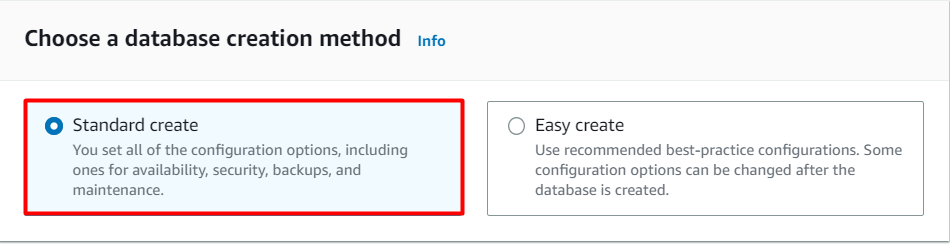 Choose a database creation method Info
Standard create
You set all of the configuration options, including
ones for availability, security, backups, and
maintenance.
Easy create
Use recommended best-practice configurations. Some
configuration options can be changed after the
database is created.